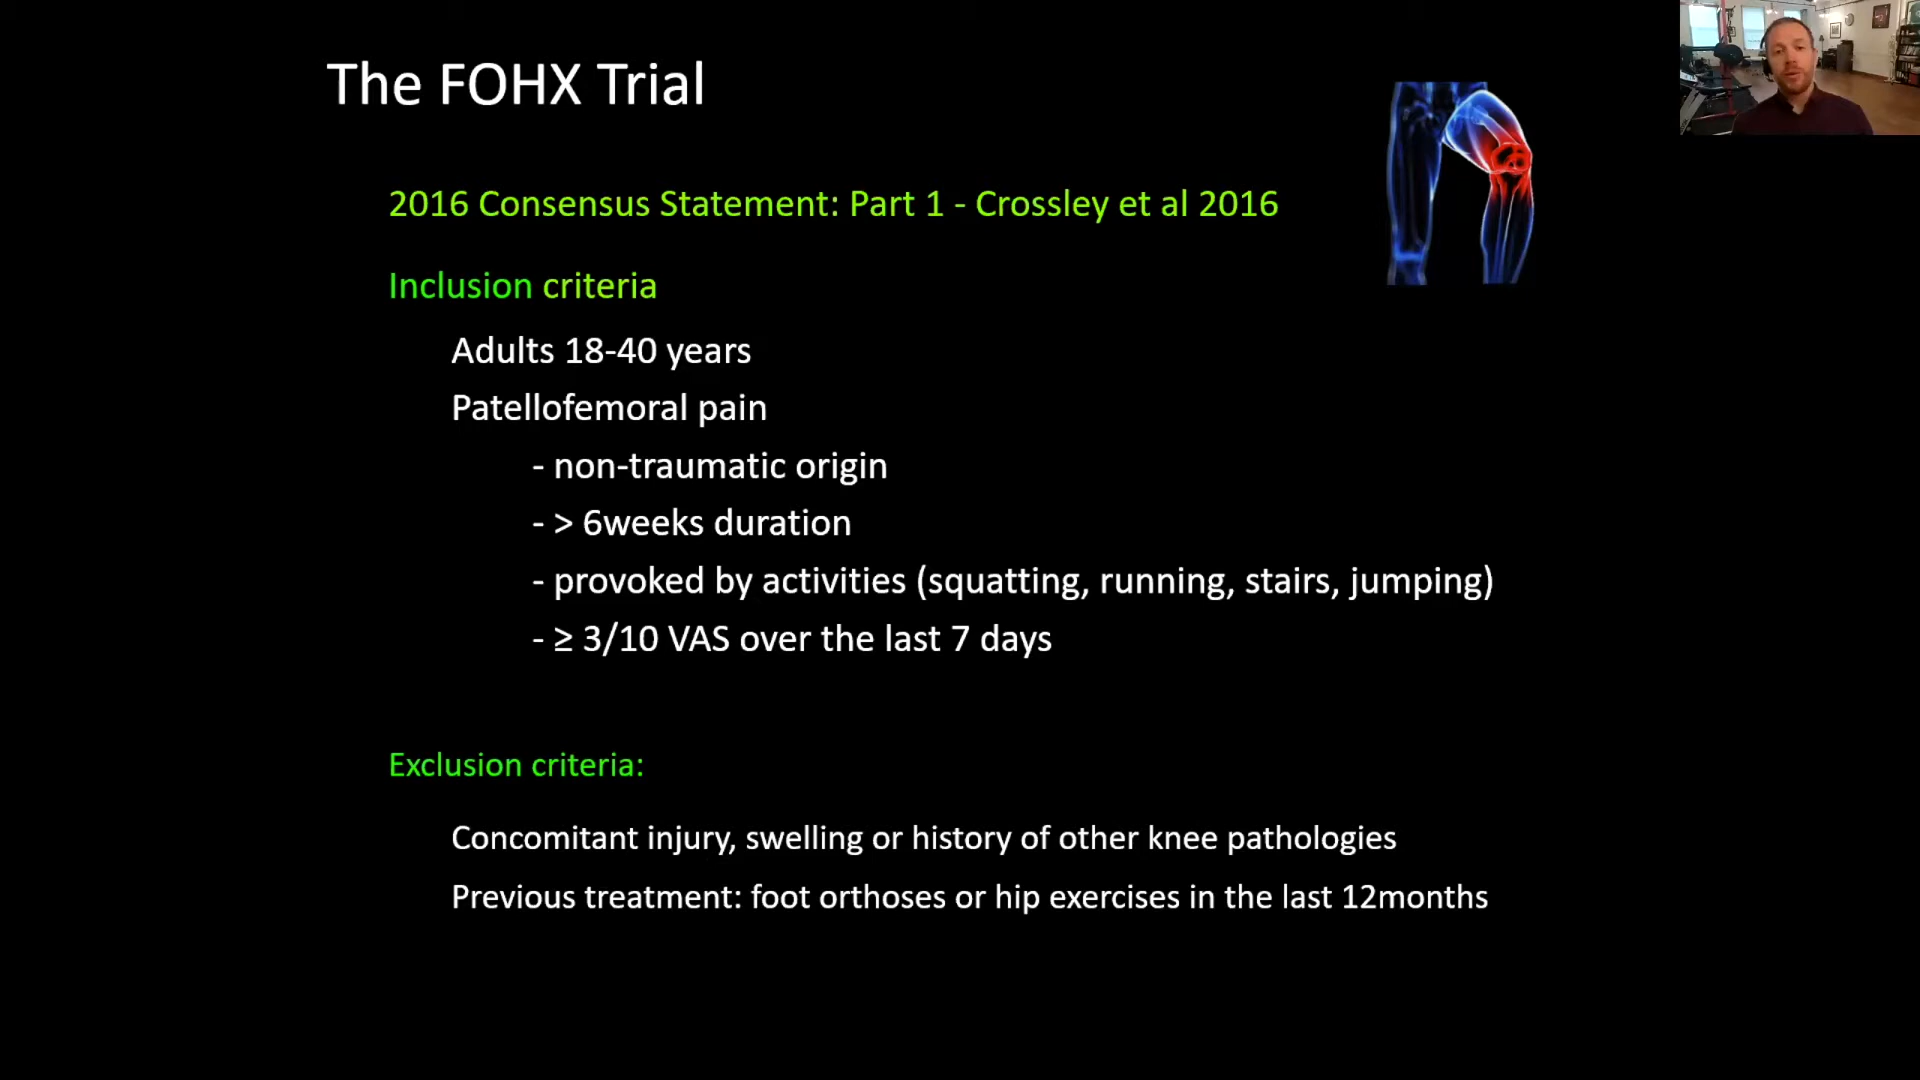 The FOHX Trial
2016 Consensus Statement: Part 1 - Crossley et al 2016
Inclusion criteria
Adults 18-40 years
Patellofemoral pain
- non-traumatic origin
- > 6weeks duration
- provoked by activities (squatting, running, stairs, jumping)
- ≥ 3/10 VAS over the last 7 days
Exclusion criteria:
Concomitant injury, swelling or history of other knee pathologies
Previous treatment: foot orthoses or hip exercises in the last 12months